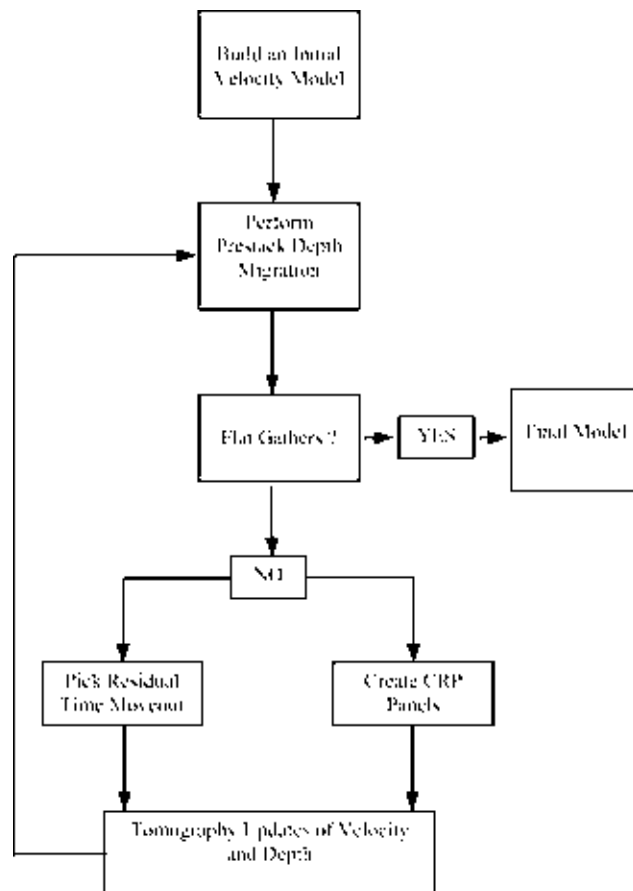 Build an Initial
Velocity Model
Perform
Prestack Depth
Migration
Flat Gathers?
YES
Final Model
NO
Pick Residual
Time Moveout
Create CRP
Panels
Tomography Updates of Velocity
and Depth